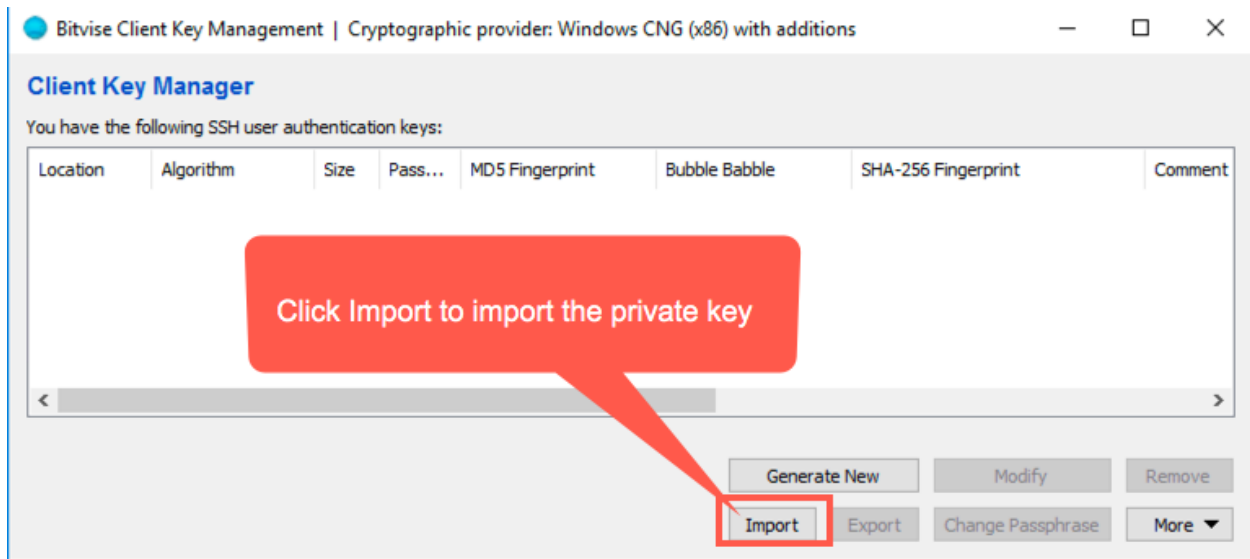 Bitvise Client Key Management | Cryptographic provider: Windows CNG (x86) with additions
Client Key Manager
You have the following SSH user authentication keys:
Location Algorithm Size Pass... MD5 Fingerprint Bubble Babble SHA-256 Fingerprint Comment
Click Import to import the private key
Generate New Modify Remove
Import Export Change Passphrase More